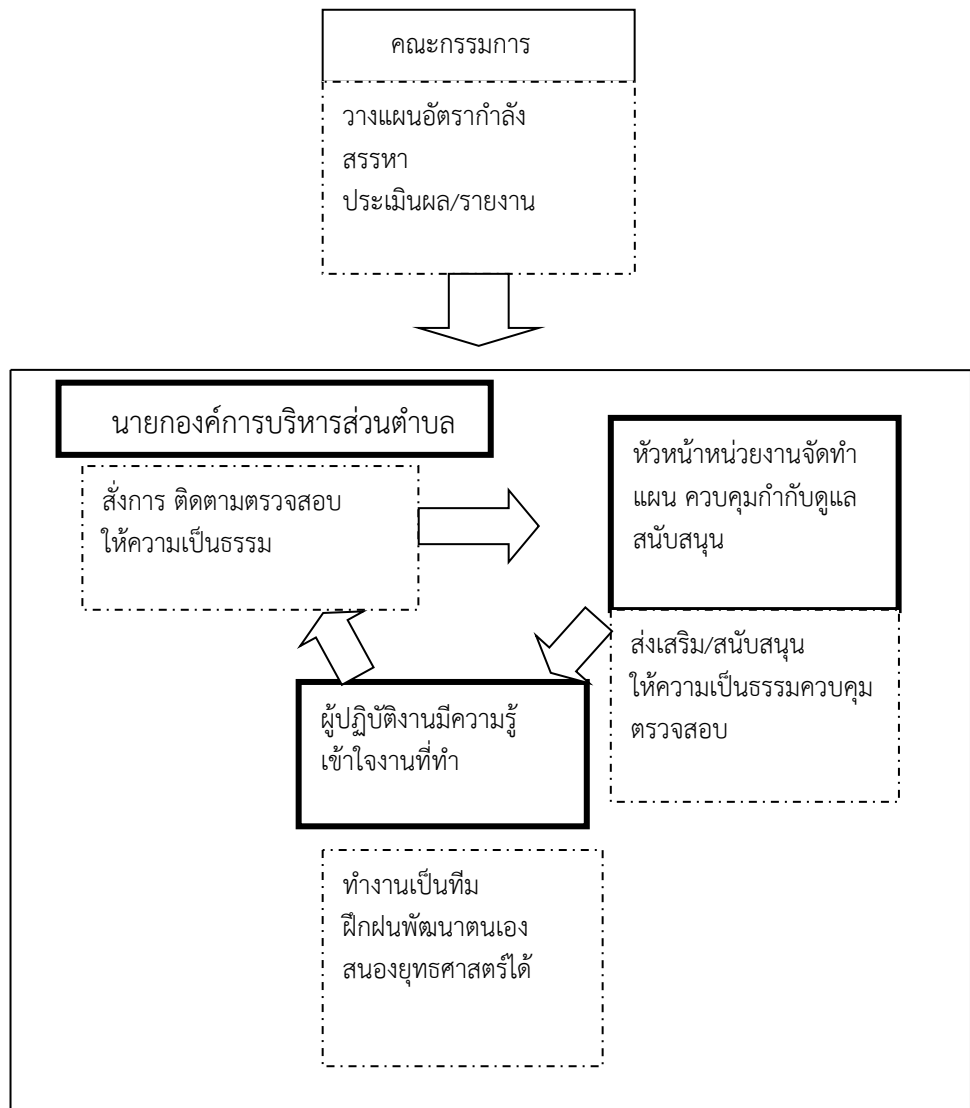 คณะกรรมการ
วางแผนอัตรากำลัง
สรรหา
ประเมินผล/รายงาน
นายกองค์การบริหารส่วนตำบล
สั่งการ ติดตามตรวจสอบ
ให้ความเป็นธรรม
หัวหน้าหน่วยงานจัดทำ
แผน ควบคุมกำกับดูแล
สนับสนุน
ส่งเสริม/สนับสนุน
ให้ความเป็นธรรมควบคุม
ตรวจสอบ
ผู้ปฏิบัติงานมีความรู้
เข้าใจงานที่ทำ
ทำงานเป็นทีม
ฝึกฝนพัฒนาตนเอง
สนองยุทธศาสตร์ได้